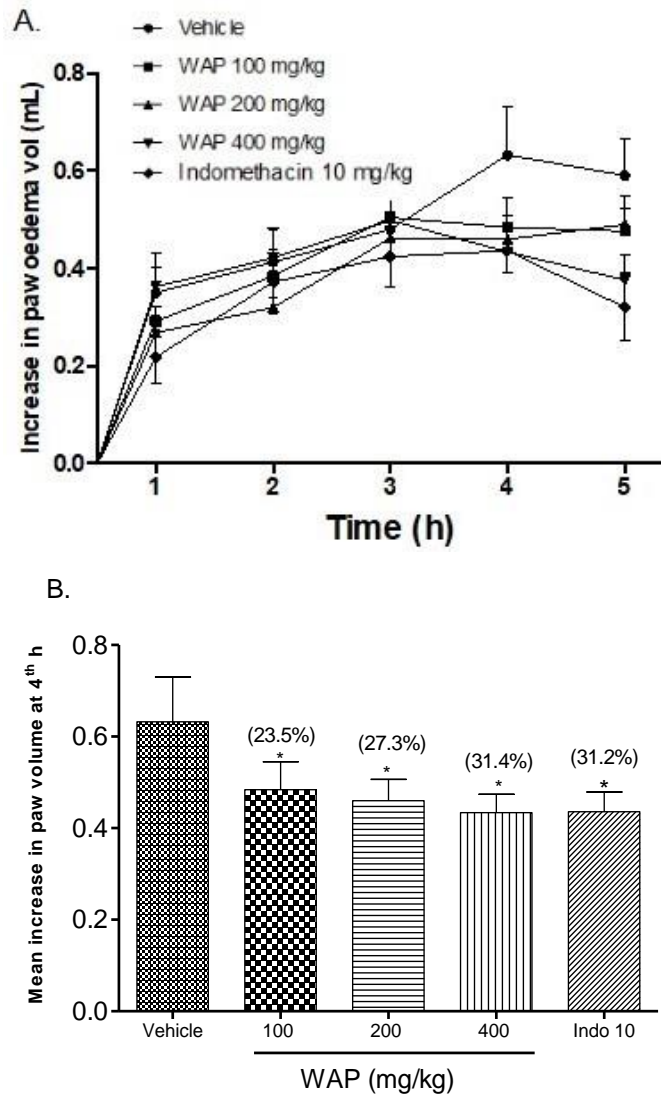 A.
Vehicle
WAP 100 mg/kg
WAP 200 mg/kg
WAP 400 mg/kg
Indomethacin 10 mg/kg
Increase in paw oedema vol (mL)
0.8
0.6
0.4
0.2
0.0
1 2 3 4 5
Time (h)
B.
Mean increase in paw volume at 4th h
0.8
0.6
0.4
0.2
0.0
(23.5%) (27.3%) (31.4%) (31.2%)
* * * *
Vehicle 100 200 400 Indo 10
WAP (mg/kg)